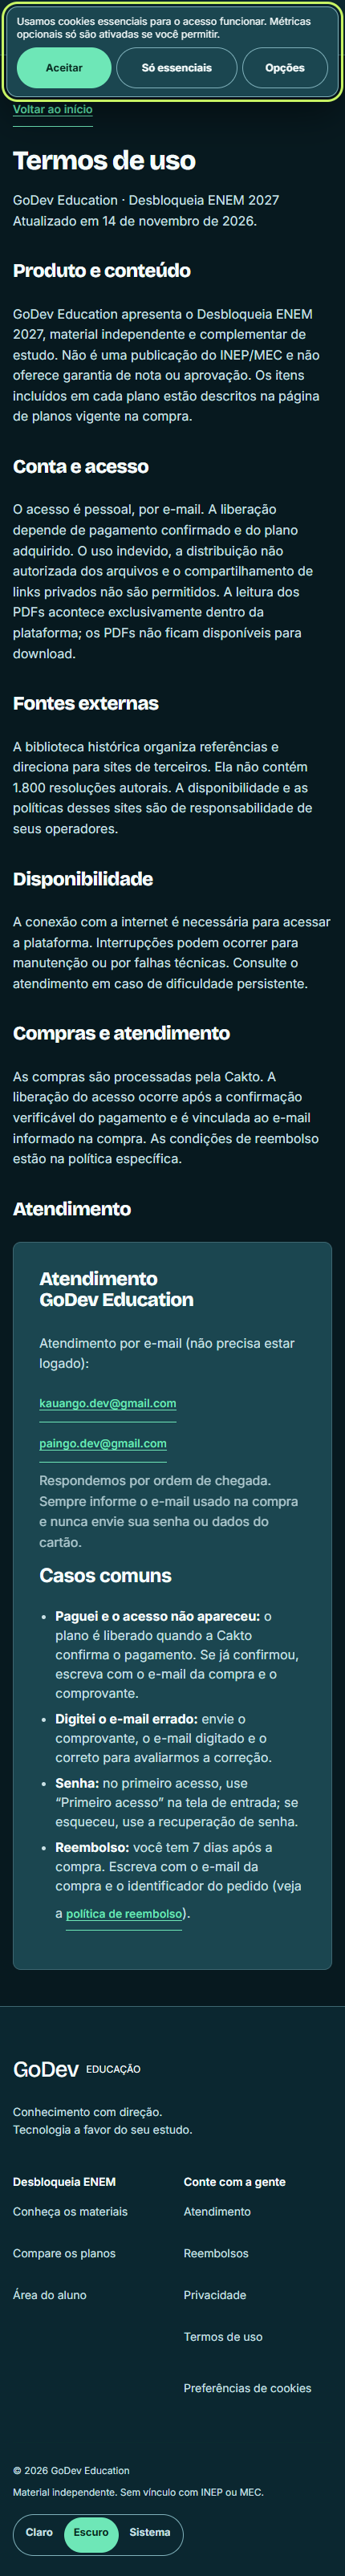 Usamos cookies essenciais para o acesso funcionar. Métricas
opcionais só são ativadas se você permitir.
Aceitar
Só essenciais
Opções
Voltar ao início
Termos de uso
GoDev Education · Desbloqueia ENEM 2027
Atualizado em 14 de novembro de 2026.
Produto e conteúdo
GoDev Education apresenta o Desbloqueia ENEM
2027, material independente e complementar de
estudo. Não é uma publicação do INEP/MEC e não
oferece garantia de nota ou aprovação. Os itens
incluídos em cada plano estão descritos na página
de planos vigente na compra.
Conta e acesso
O acesso é pessoal, por e-mail. A liberação
depende de pagamento confirmado e do plano
adquirido. O uso indevido, a distribuição não
autorizada dos arquivos e o compartilhamento de
links privados não são permitidos. A leitura dos
PDFs acontece exclusivamente dentro da
plataforma; os PDFs não ficam disponíveis para
download.
Fontes externas
A biblioteca histórica organiza referências e
direciona para sites de terceiros. Ela não contém
1.800 resoluções autorais. A disponibilidade e as
políticas desses sites são de responsabilidade de
seus operadores.
Disponibilidade
A conexão com a internet é necessária para acessar
a plataforma. Interrupções podem ocorrer para
manutenção ou por falhas técnicas. Consulte o
atendimento em caso de dificuldade persistente.
Compras e atendimento
As compras são processadas pela Cakto. A
liberação do acesso ocorre após a confirmação
verificável do pagamento e é vinculada ao e-mail
informado na compra. As condições de reembolso
estão na política específica.
Atendimento
Atendimento
GoDev Education
Atendimento por e-mail (não precisa estar
logado):
kauango.dev@gmail.com
paingo.dev@gmail.com
Respondemos por ordem de chegada.
Sempre informe o e-mail usado na compra
e nunca envie sua senha ou dados do
cartão.
Casos comuns
• Paguei e o acesso não apareceu: o
plano é liberado quando a Cakto
confirma o pagamento. Se já confirmou,
escreva com o e-mail da compra e o
comprovante.
• Digitei o e-mail errado: envie o
comprovante, o e-mail digitado e o
correto para avaliarmos a correção.
• Senha: no primeiro acesso, use
“Primeiro acesso” na tela de entrada; se
esqueceu, use a recuperação de senha.
• Reembolso: você tem 7 dias após a
compra. Escreva com o e-mail da
compra e o identificador do pedido (veja
a política de reembolso).
GoDev EDUCAÇÃO
Conhecimento com direção.
Tecnologia a favor do seu estudo.
Desbloqueia ENEM
Conheça os materiais
Compare os planos
Área do aluno
Conte com a gente
Atendimento
Reembolsos
Privacidade
Termos de uso
Preferências de cookies
© 2026 GoDev Education
Material independente. Sem vínculo com INEP ou MEC.
Claro
Escuro
Sistema